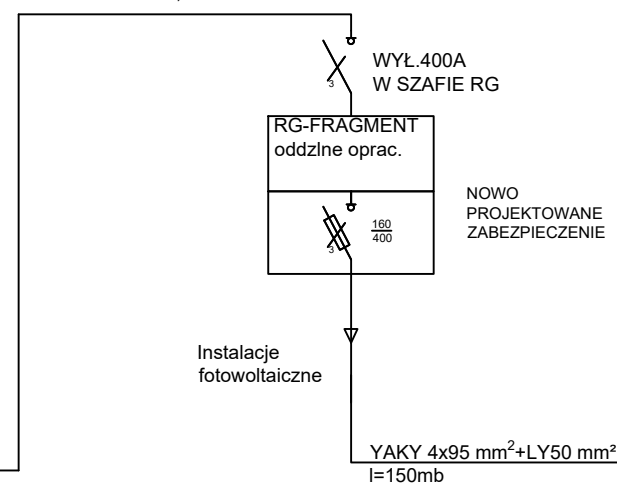 WYŁ.400A
W SZAFIE RG
3
RG-FRAGMENT
oddzlne oprac.
NOWO
PROJEKTOWANE
ZABEZPIECZENIE
160
400
3
Instalacje
fotowoltaiczne
YAKY 4x95 mm²+LY50 mm²
l=150mb